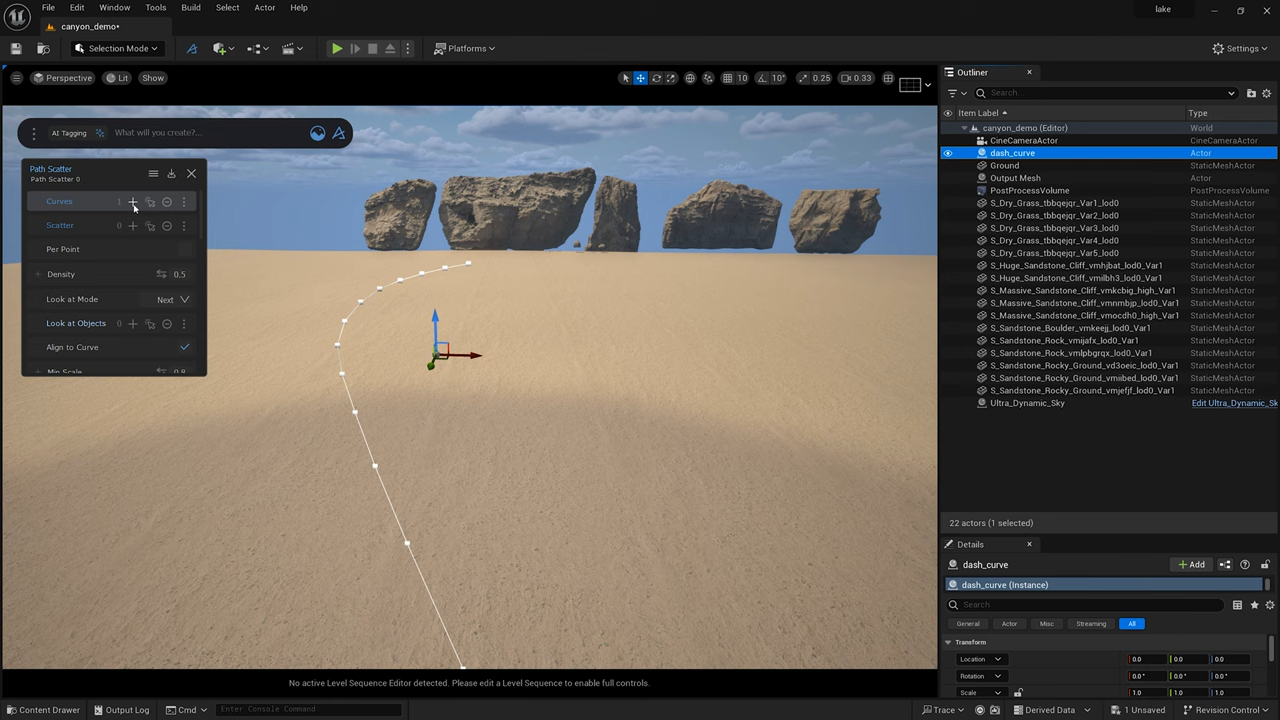 File Edit Window Tools Build Select Actor Help
lake
canyon_demo•
Selection Mode
Platforms
Settings
Perspective Lit Show
10 10° 0.25 0.33
AI Tagging What will you create?...
Path Scatter
Path Scatter 0
Curves 1
Scatter 0
Per Point
Density 0.5
Look at Mode Next
Look at Objects 0
Align to Curve
Min Scale 0.8
No active Level Sequence Editor detected. Please edit a Level Sequence to enable full controls.
Outliner
Search...
Item Label Type
canyon_demo (Editor) World
CineCameraActor CineCameraActor
dash_curve Actor
Ground StaticMeshActor
Output Mesh Actor
PostProcessVolume PostProcessVolume
S_Dry_Grass_tbbqejqr_Var1_lod0 StaticMeshActor
S_Dry_Grass_tbbqejqr_Var2_lod0 StaticMeshActor
S_Dry_Grass_tbbqejqr_Var3_lod0 StaticMeshActor
S_Dry_Grass_tbbqejqr_Var4_lod0 StaticMeshActor
S_Dry_Grass_tbbqejqr_Var5_lod0 StaticMeshActor
S_Huge_Sandstone_Cliff_vmhjbat_lod0_Var1 StaticMeshActor
S_Huge_Sandstone_Cliff_vmlbh3_lod0_Var1 StaticMeshActor
S_Massive_Sandstone_Cliff_vmkcbig_high_Var1 StaticMeshActor
S_Massive_Sandstone_Cliff_vmnmbjp_lod0_Var1 StaticMeshActor
S_Massive_Sandstone_Cliff_vmocdh0_high_Var1 StaticMeshActor
S_Sandstone_Boulder_vmkeejj_lod0_Var1 StaticMeshActor
S_Sandstone_Rock_vmijafx_lod0_Var1 StaticMeshActor
S_Sandstone_Rock_vmlpbgrqx_lod0_Var1 StaticMeshActor
S_Sandstone_Rocky_Ground_vd3oeic_lod0_Var1 StaticMeshActor
S_Sandstone_Rocky_Ground_vmiibed_lod0_Var1 StaticMeshActor
S_Sandstone_Rocky_Ground_vmjefjf_lod0_Var1 StaticMeshActor
Ultra_Dynamic_Sky Edit Ultra_Dynamic_Sk
22 actors (1 selected)
Details
dash_curve Add
dash_curve (Instance)
Search
General Actor Misc Streaming All
Transform
Location 0.0 0.0 0.0
Rotation 0.0° 0.0° 0.0°
Scale 1.0 1.0 1.0
Content Drawer Output Log Cmd Enter Console Command
Trace Derived Data 1 Unsaved Revision Control